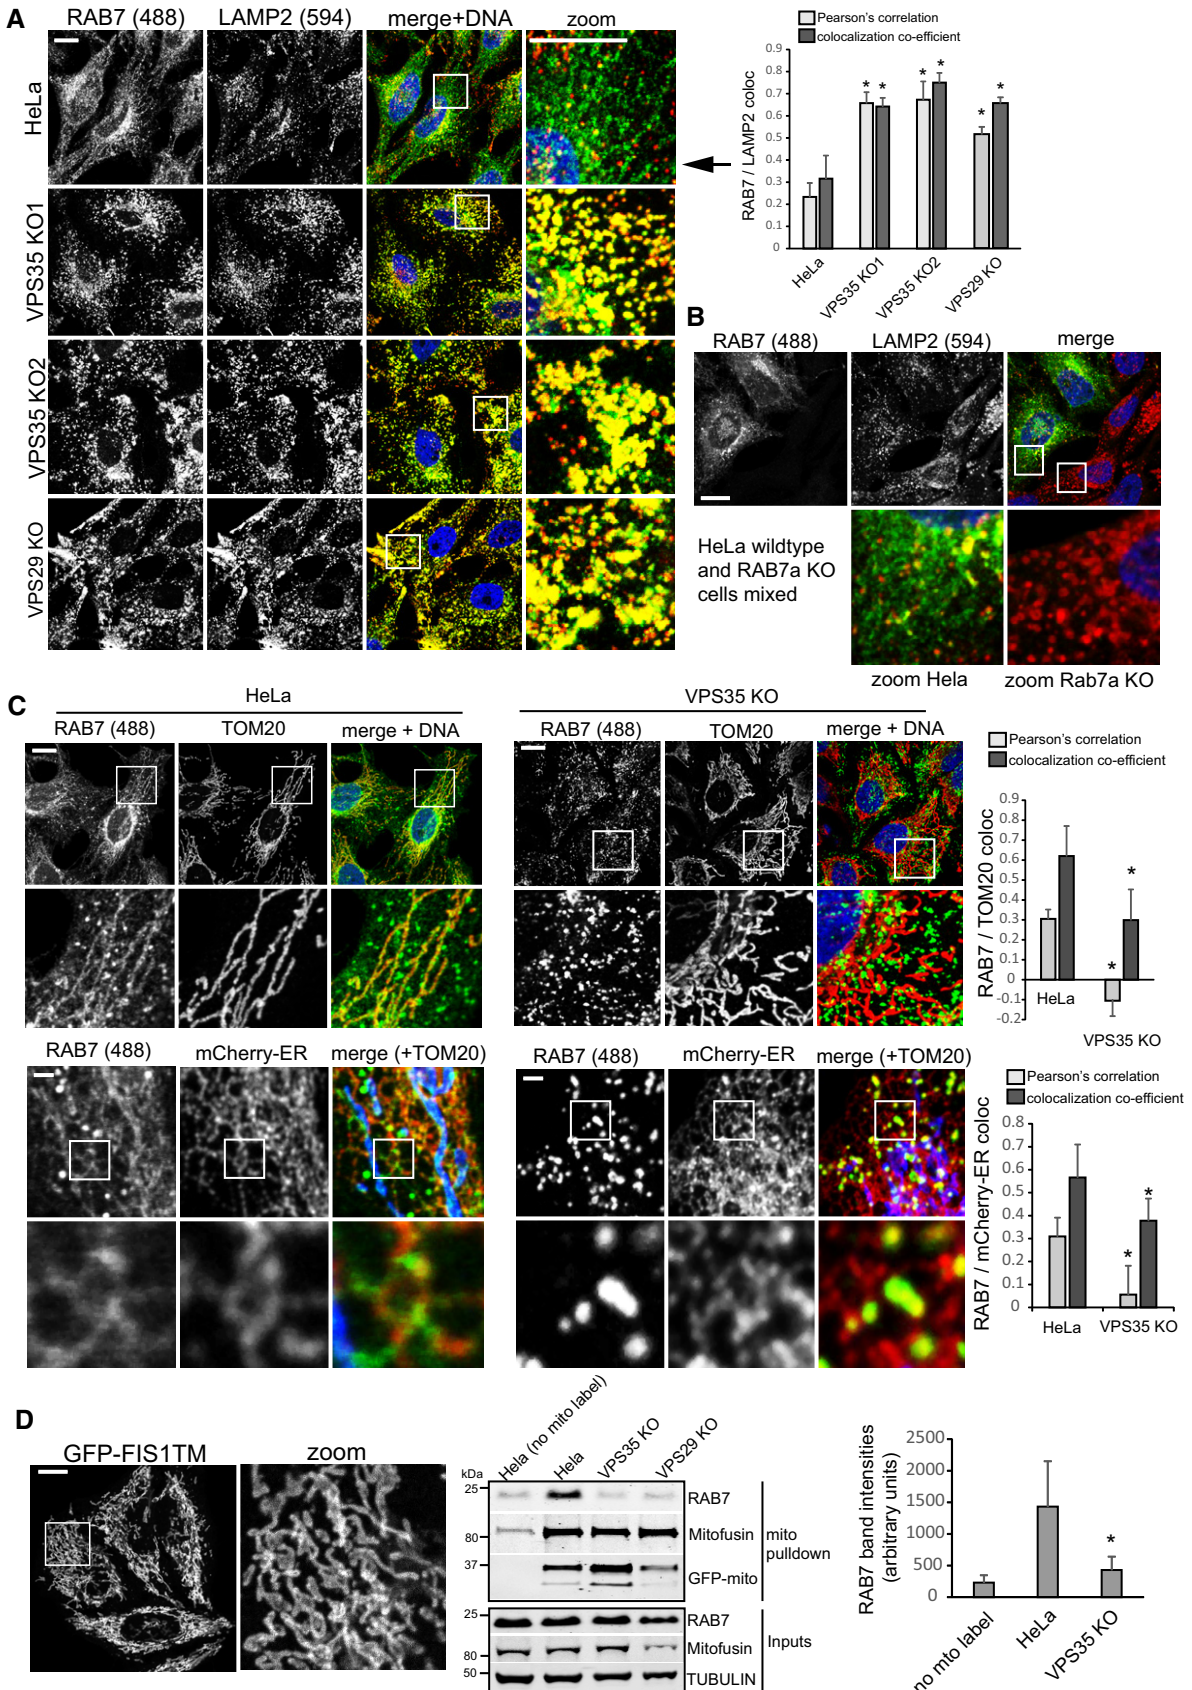 A
RAB7 (488) LAMP2 (594) merge+DNA zoom
HeLa
VPS35 KO1
VPS35 KO2
VPS29 KO
Pearson's correlation
colocalization co-efficient
RAB7 / LAMP2 coloc
0.9
0.8
0.7
0.6
0.5
0.4
0.3
0.2
0.1
0
* * * * * *
HeLa
VPS35 KO1
VPS35 KO2
VPS29 KO
B
RAB7 (488) LAMP2 (594) merge
HeLa wildtype
and RAB7a KO
cells mixed
zoom Hela zoom Rab7a KO
C
HeLa
RAB7 (488) TOM20 merge + DNA
VPS35 KO
RAB7 (488) TOM20 merge + DNA
Pearson's correlation
colocalization co-efficient
RAB7 / TOM20 coloc
0.9
0.8
0.7
0.6
0.5
0.4
0.3
0.2
0.1
0
-0.1
-0.2
* *
HeLa
VPS35 KO
RAB7 (488) mCherry-ER merge (+TOM20)
RAB7 (488) mCherry-ER merge (+TOM20)
Pearson's correlation
colocalization co-efficient
RAB7 / mCherry-ER coloc
0.8
0.7
0.6
0.5
0.4
0.3
0.2
0.1
0
* *
HeLa VPS35 KO
D
GFP-FIS1TM zoom
Hela (no mito label)
Hela
VPS35 KO
VPS29 KO
kDa
25
RAB7
80
Mitofusin
37
GFP-mito
mito
pulldown
25
RAB7
80
Mitofusin
50
TUBULIN
Inputs
RAB7 band intensities
(arbitrary units)
2500
2000
1500
1000
500
0
*
no mto label
HeLa
VPS35 KO